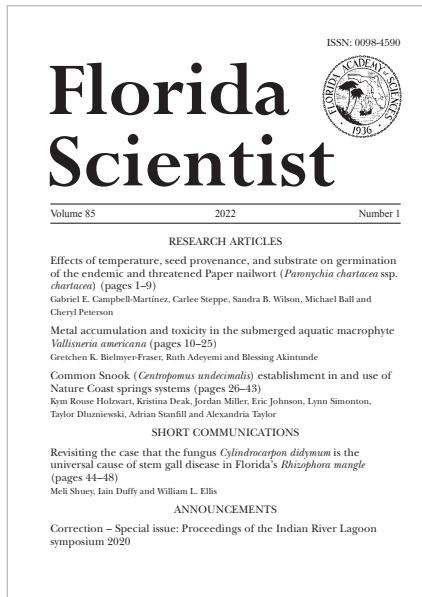 ISSN: 0098-4590
Florida
Scientist
FLORIDA ACADEMY of SCIENCES
1936
Volume 85 2022 Number 1
RESEARCH ARTICLES
Effects of temperature, seed provenance, and substrate on germination
of the endemic and threatened Paper nailwort (Paronychia chartacea ssp.
chartacea) (pages 1–9)
Gabriel E. Campbell-Martínez, Carlee Steppe, Sandra B. Wilson, Michael Ball and
Cheryl Peterson
Metal accumulation and toxicity in the submerged aquatic macrophyte
Vallisneria americana (pages 10–25)
Gretchen K. Bielmyer-Fraser, Ruth Adeyemi and Blessing Akintunde
Common Snook (Centropomus undecimalis) establishment in and use of
Nature Coast springs systems (pages 26–43)
Kym Rouse Holzwart, Kristina Deak, Jordan Miller, Eric Johnson, Lynn Simonton,
Taylor Dluzniewski, Adrian Stanfill and Alexandria Taylor
SHORT COMMUNICATIONS
Revisiting the case that the fungus Cylindrocarpon didymum is the
universal cause of stem gall disease in Florida's Rhizophora mangle
(pages 44–48)
Meli Shuey, Iain Duffy and William L. Ellis
ANNOUNCEMENTS
Correction – Special issue: Proceedings of the Indian River Lagoon
symposium 2020